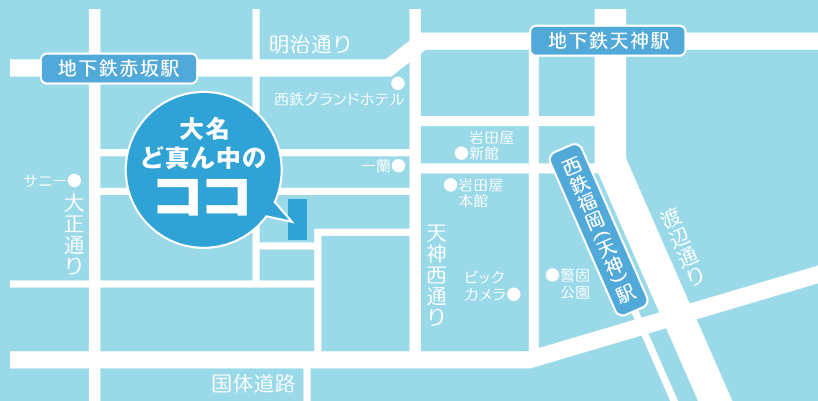 明治通り
地下鉄天神駅
地下鉄赤坂駅
西鉄グランドホテル
大名
ど真ん中の
ココ
岩田屋
新館
一蘭
サニー
岩田屋
本館
西鉄福岡(天神)駅
大正通り
天神西通り
渡辺通り
ビック
カメラ
警固
公園
国体道路